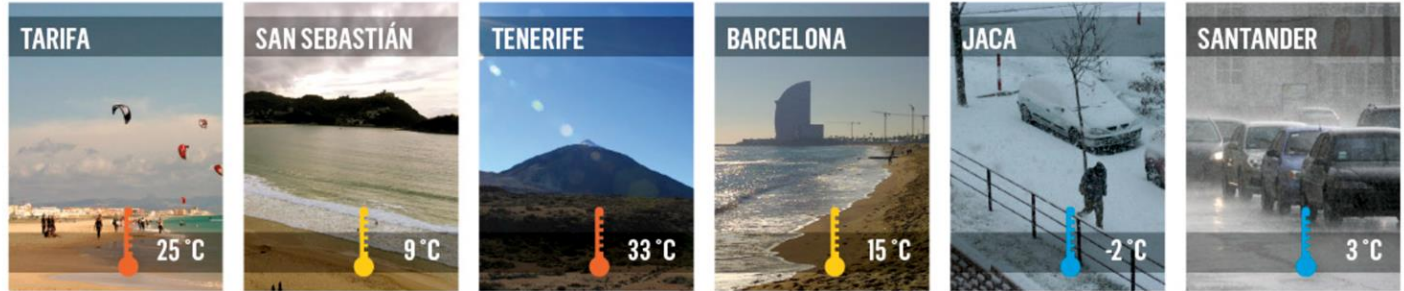 TARIFA
25 °C
SAN SEBASTIÁN
9 °C
TENERIFE
33 °C
BARCELONA
15 °C
JACA
-2 °C
SANTANDER
3 °C